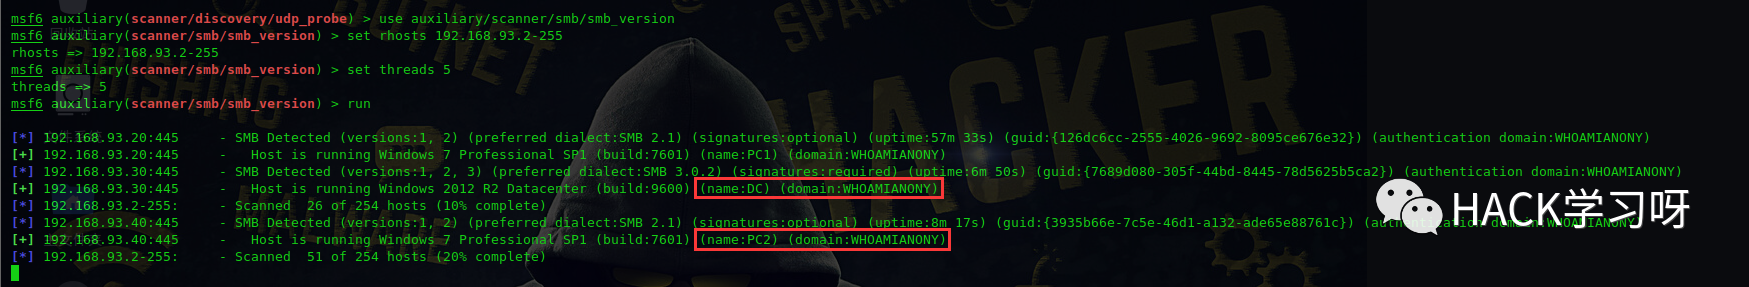 msf6 auxiliary(scanner/discovery/udp_probe) > use auxiliary/scanner/smb/smb_version
msf6 auxiliary(scanner/smb/smb_version) > set rhosts 192.168.93.2-255
rhosts => 192.168.93.2-255
msf6 auxiliary(scanner/smb/smb_version) > set threads 5
threads => 5
msf6 auxiliary(scanner/smb/smb_version) > run
[*] 192.168.93.20:445     - SMB Detected (versions:1, 2) (preferred dialect:SMB 2.1) (signatures:optional) (uptime:57m 33s) (guid:{126dc6cc-2555-4026-9692-8095ce676e32}) (authentication domain:WHOAMIANONY)
[+] 192.168.93.20:445     -   Host is running Windows 7 Professional SP1 (build:7601) (name:PC1) (domain:WHOAMIANONY)
[*] 192.168.93.30:445     - SMB Detected (versions:1, 2, 3) (preferred dialect:SMB 3.0.2) (signatures:required) (uptime:6m 50s) (guid:{7689d080-305f-44bd-8445-78d5625b5ca2}) (authentication domain:WHOAMIANONY)
[+] 192.168.93.30:445     -   Host is running Windows 2012 R2 Datacenter (build:9600) (name:DC) (domain:WHOAMIANONY)
[*] 192.168.93.2-255:     - Scanned  26 of 254 hosts (10% complete)
[*] 192.168.93.40:445     - SMB Detected (versions:1, 2) (preferred dialect:SMB 2.1) (signatures:optional) (uptime:8m 17s) (guid:{3935b66e-7c5e-46d1-a132-ade65e88761c}) (authentication domain:WHOAMIANONY)
[+] 192.168.93.40:445     -   Host is running Windows 7 Professional SP1 (build:7601) (name:PC2) (domain:WHOAMIANONY)
[*] 192.168.93.2-255:     - Scanned  51 of 254 hosts (20% complete)
HACKER
HACK学习呀